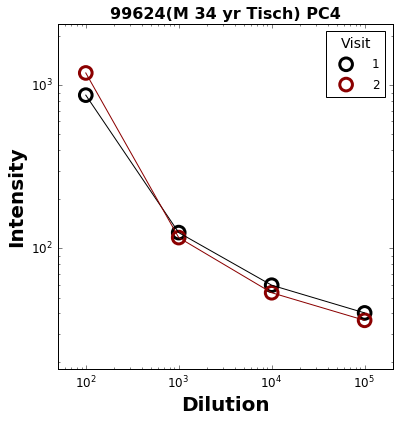 99624(M 34 yr Tisch) PC4
Visit
1
2
Intensity
10³
10²
10² 10³ 10⁴ 10⁵
Dilution